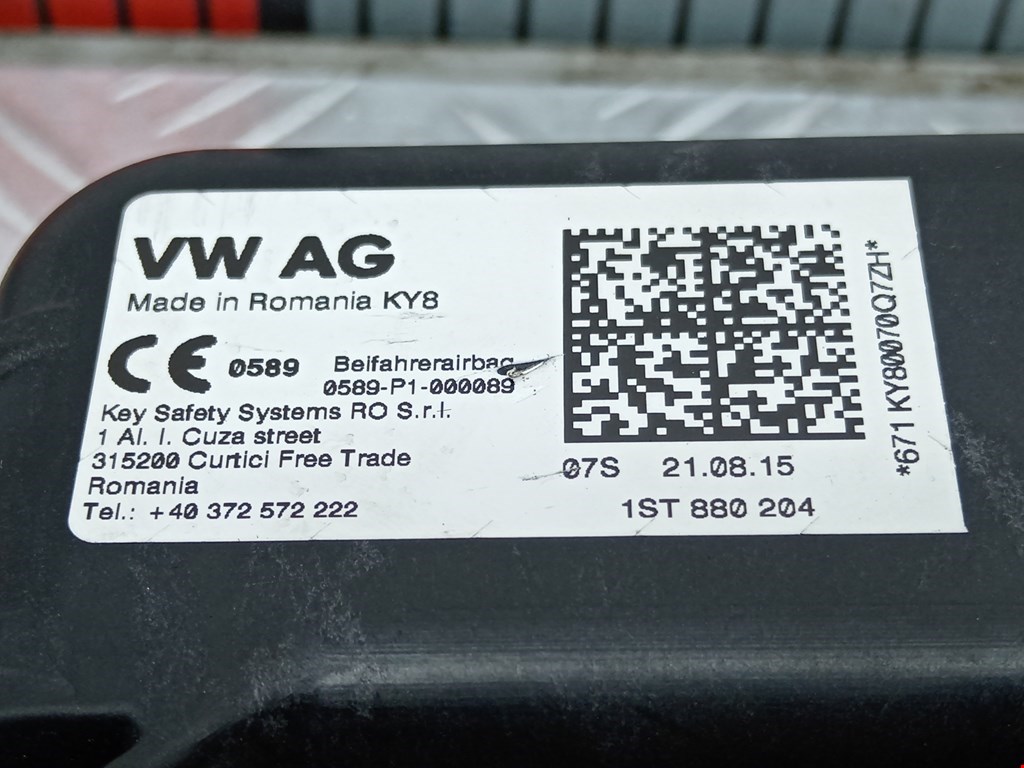 VW AG
Made in Romania KY8
CE 0589 Beifahrerairbag
0589-P1-000089
Key Safety Systems RO S.r.l.
1 Al. I. Cuza street
315200 Curtici Free Trade
Romania
Tel.: +40 372 572 222
07S 21.08.15
1ST 880 204
*671 KY80070Q7ZH*